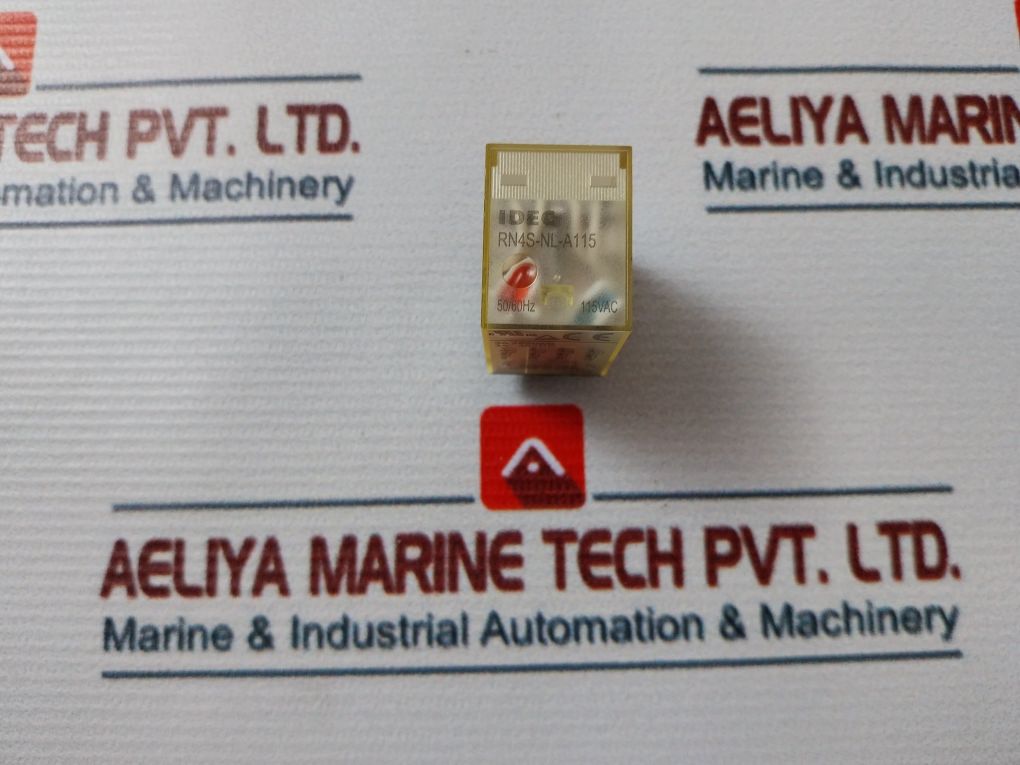 TECH PVT. LTD.
mation & Machinery
AELIYA MARIN
Marine & Industria
IDEC
RN4S-NL-A115
50/60Hz 115VAC
CE
AELIYA MARINE TECH PVT. LTD.
Marine & Industrial Automation & Machinery